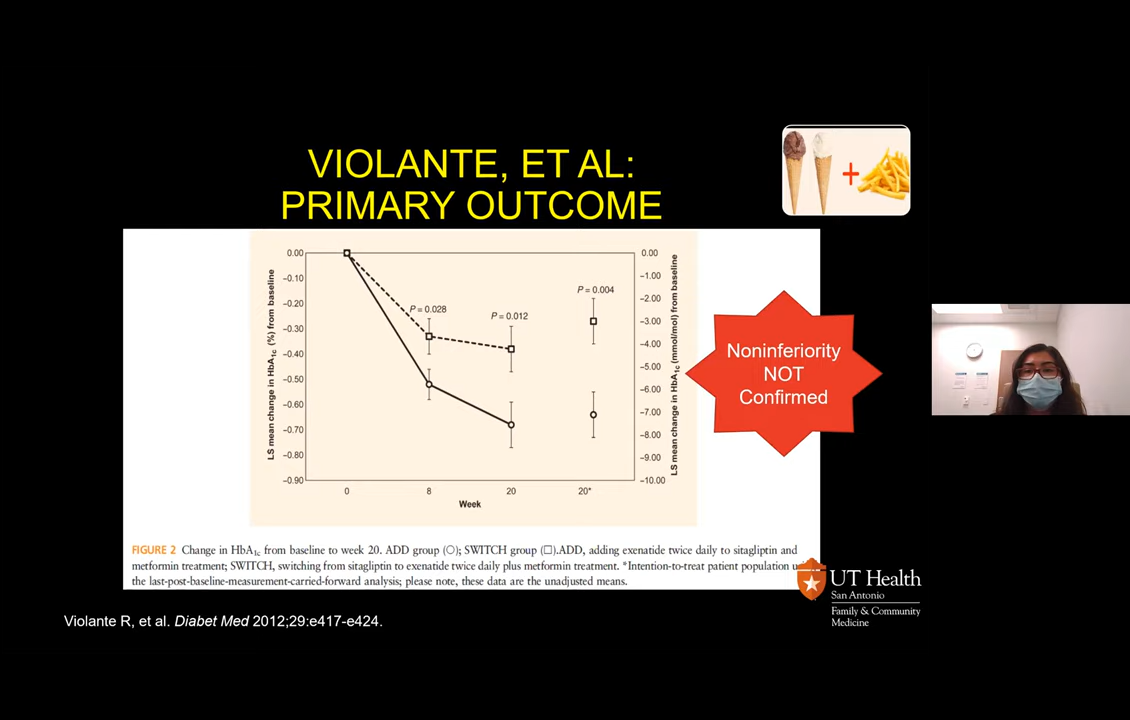 VIOLANTE, ET AL:
PRIMARY OUTCOME
+
0.00
−0.10
−0.20
−0.30
−0.40
−0.50
−0.60
−0.70
−0.80
−0.90
LS mean change in HbA1c (%) from baseline
P = 0.028
P = 0.012
P = 0.004
0.00
−1.00
−2.00
−3.00
−4.00
−5.00
−6.00
−7.00
−8.00
−9.00
−10.00
LS mean change in HbA1c (mmol/mol) from baseline
0
8
20
20*
Week
Noninferiority
NOT
Confirmed
FIGURE 2 Change in HbA1c from baseline to week 20. ADD group (○); SWITCH group (□).ADD, adding exenatide twice daily to sitagliptin and
metformin treatment; SWITCH, switching from sitagliptin to exenatide twice daily plus metformin treatment. *Intention-to-treat patient population
the last-post-baseline-measurement-carried-forward analysis; please note, these data are the unadjusted means.
UT Health
San Antonio
Family & Community
Medicine
Violante R, et al. Diabet Med 2012;29:e417-e424.